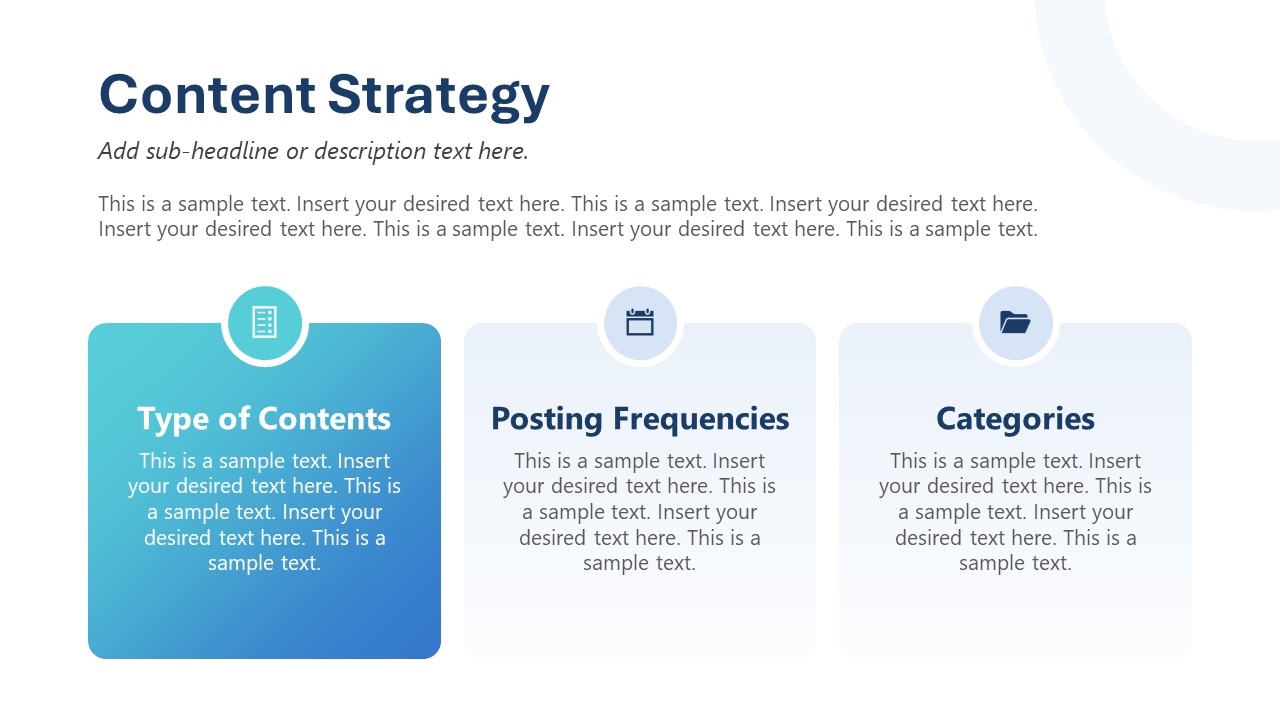 Content Strategy
Add sub-headline or description text here.
This is a sample text. Insert your desired text here. This is a sample text. Insert your desired text here.
Insert your desired text here. This is a sample text. Insert your desired text here. This is a sample text.
Type of Contents
This is a sample text. Insert
your desired text here. This is
a sample text. Insert your
desired text here. This is a
sample text.
Posting Frequencies
This is a sample text. Insert
your desired text here. This is
a sample text. Insert your
desired text here. This is a
sample text.
Categories
This is a sample text. Insert
your desired text here. This is
a sample text. Insert your
desired text here. This is a
sample text.